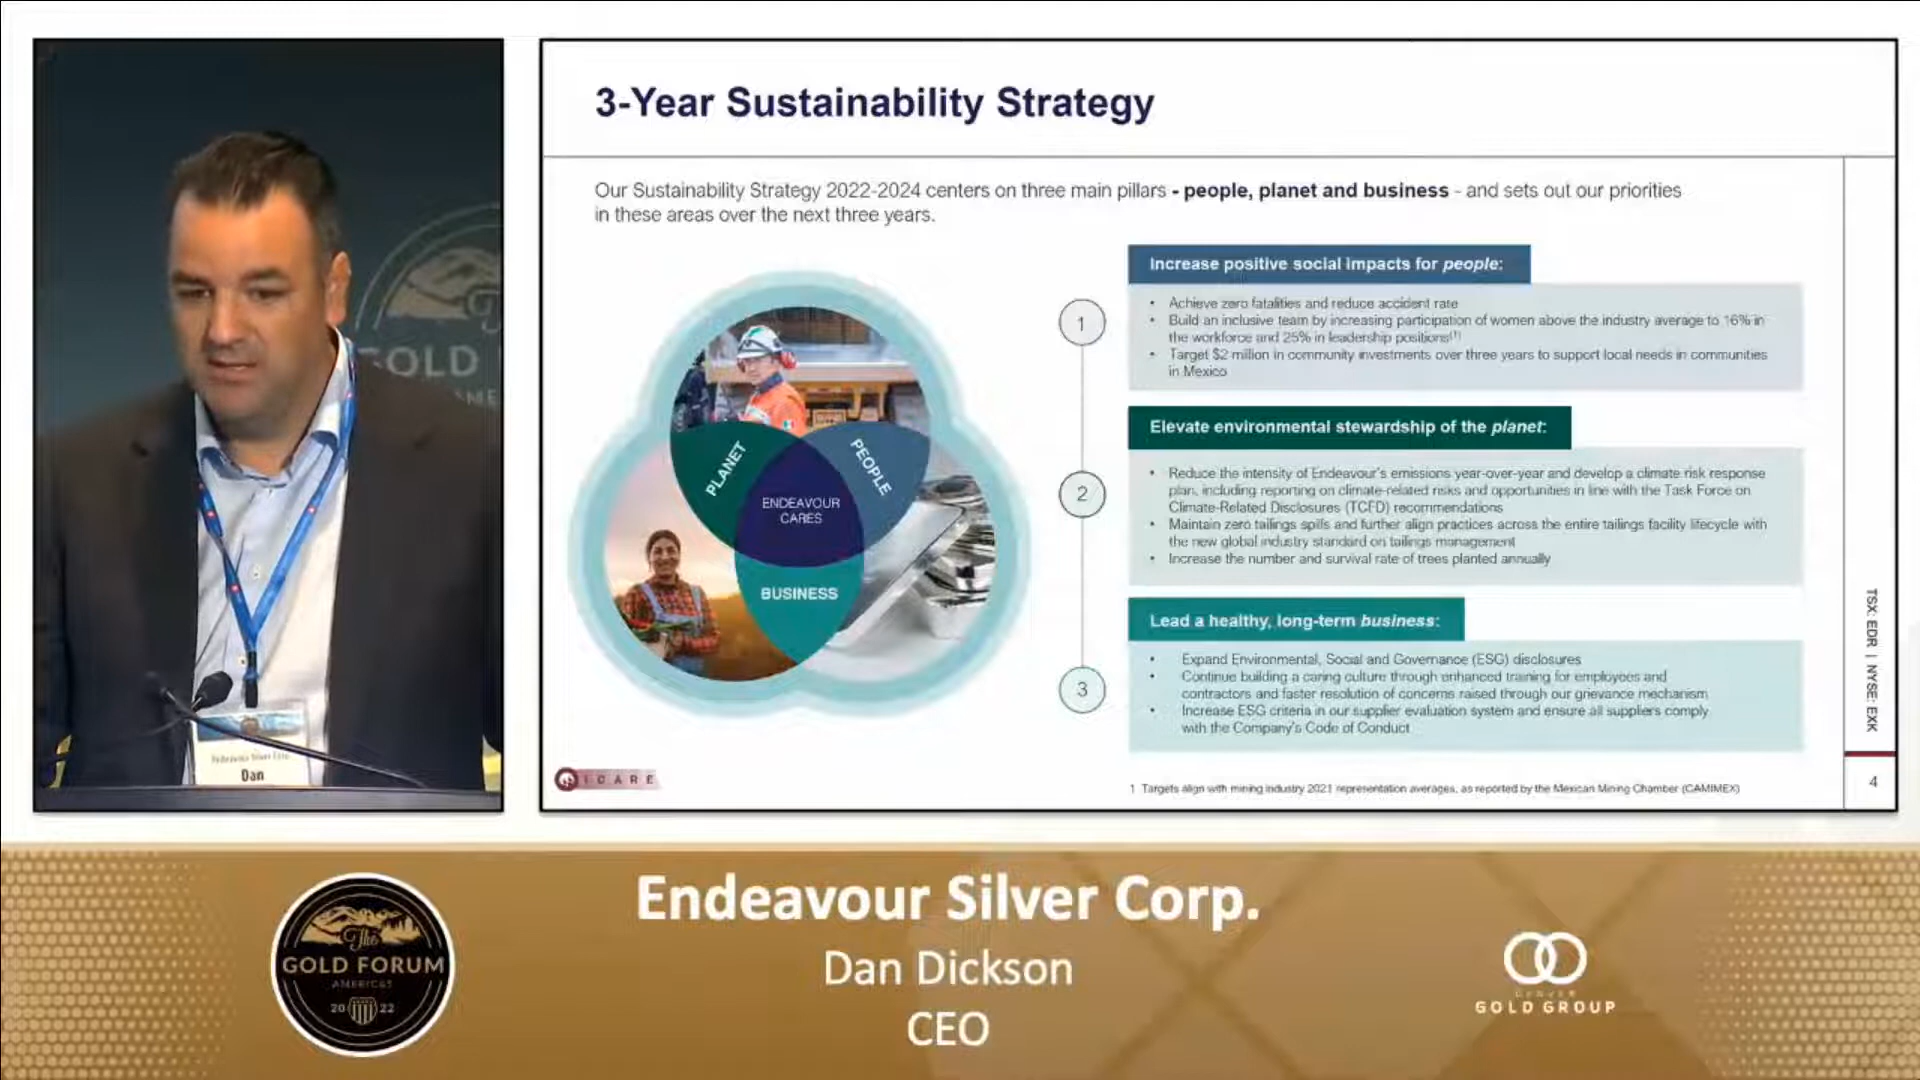 3-Year Sustainability Strategy
Our Sustainability Strategy 2022-2024 centers on three main pillars - people, planet and business - and sets out our priorities
in these areas over the next three years.
PLANET
PEOPLE
ENDEAVOUR
CARES
BUSINESS
1
Increase positive social impacts for people:
• Achieve zero fatalities and reduce accident rate
• Build an inclusive team by increasing participation of women above the industry average to 16% in
the workforce and 25% in leadership positions(1)
• Target $2 million in community investments over three years to support local needs in communities
in Mexico
2
Elevate environmental stewardship of the planet:
• Reduce the intensity of Endeavour's emissions year-over-year and develop a climate risk response
plan, including reporting on climate-related risks and opportunities in line with the Task Force on
Climate-Related Disclosures (TCFD) recommendations
• Maintain zero tailings spills and further align practices across the entire tailings facility lifecycle with
the new global industry standard on tailings management
• Increase the number and survival rate of trees planted annually
3
Lead a healthy, long-term business:
• Expand Environmental, Social and Governance (ESG) disclosures
• Continue building a caring culture through enhanced training for employees and
contractors and faster resolution of concerns raised through our grievance mechanism
• Increase ESG criteria in our supplier evaluation system and ensure all suppliers comply
with the Company's Code of Conduct
1 Targets align with mining industry 2021 representation averages, as reported by the Mexican Mining Chamber (CAMIMEX)
ICARE
TSX: EDR | NYSE: EXK
4
The
GOLD
Endeavour Silver Corp.
Dan
Endeavour Silver Corp.
Dan Dickson
CEO
The
GOLD FORUM
AMERICAS
20 22
DENVER
GOLD GROUP